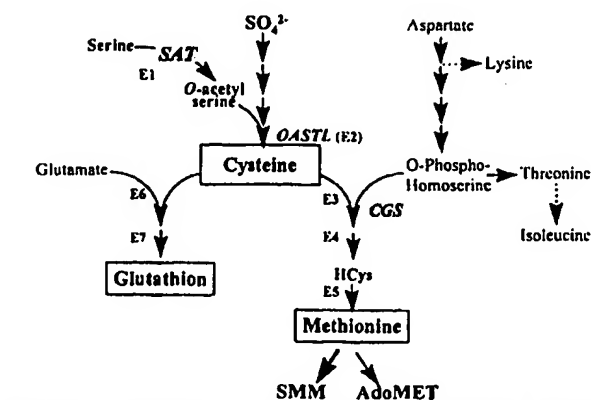 SO₄²⁻
Aspartate
Serine
SAT
Lysine
E1
O-acetyl
serine
OASTL (E2)
Cysteine
Glutamate
O-Phospho-
Homoserine
Threonine
E6
E3
CGS
E7
E4
Isoleucine
Glutathion
HCys
E5
Methionine
SMM
AdoMET